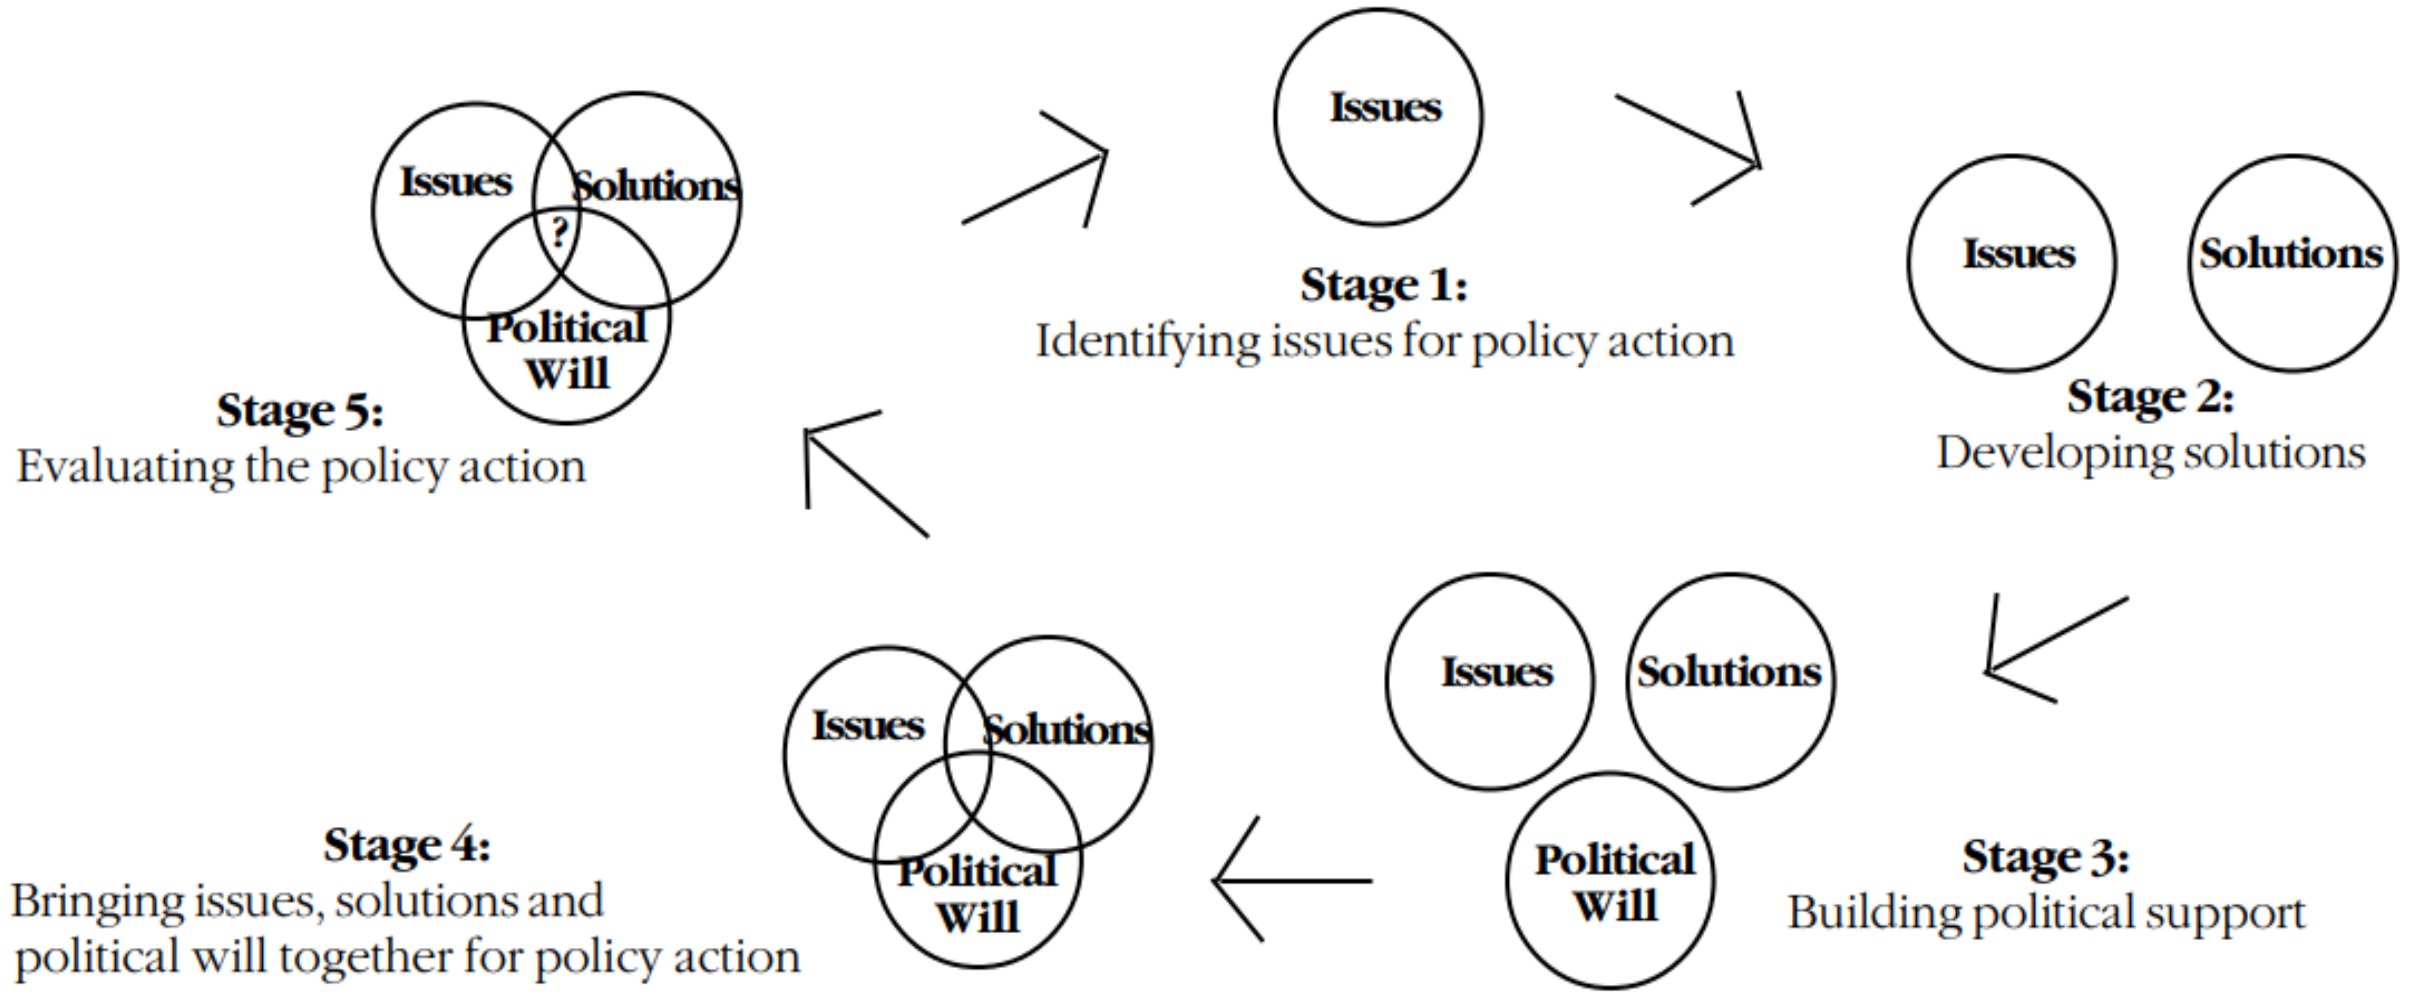 Issues
Stage 1:
Identifying issues for policy action
Issues
Solutions
Stage 2:
Developing solutions
Issues
Solutions
Political
Will
Stage 3:
Building political support
Issues
Solutions
Political
Will
Stage 4:
Bringing issues, solutions and
political will together for policy action
Issues
Solutions
?
Political
Will
Stage 5:
Evaluating the policy action